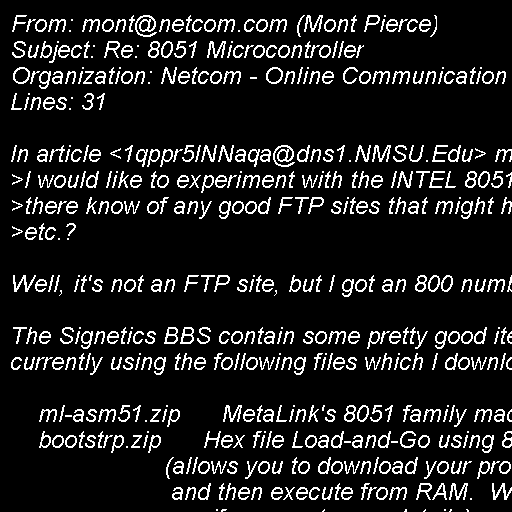 From: mont@netcom.com (Mont Pierce)
Subject: Re: 8051 Microcontroller
Organization: Netcom - Online Communication
Lines: 31
In article <1qppr5INNaqa@dns1.NMSU.Edu> m
>I would like to experiment with the INTEL 8051
>there know of any good FTP sites that might h
>etc.?
Well, it's not an FTP site, but I got an 800 numb
The Signetics BBS contain some pretty good ite
currently using the following files which I downlo
ml-asm51.zip MetaLink's 8051 family mac
bootstrp.zip Hex file Load-and-Go using 8
(allows you to download your pro
and then execute from RAM. W